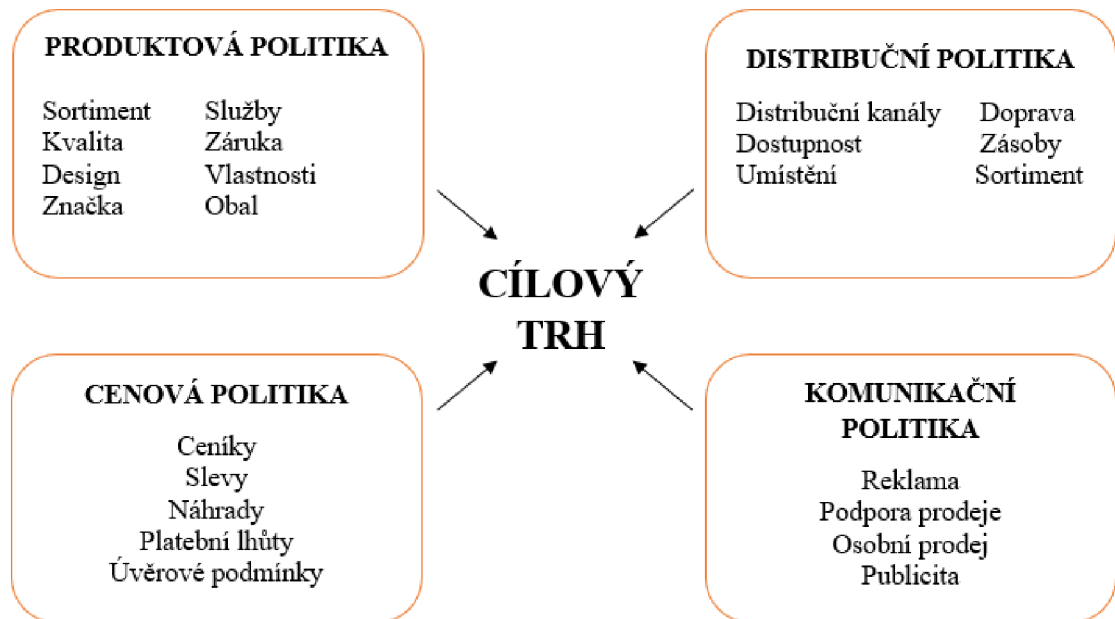 PRODUKTOVÁ POLITIKA
Sortiment Služby
Kvalita Záruka
Design Vlastnosti
Značka Obal
DISTRIBUČNÍ POLITIKA
Distribuční kanály Doprava
Dostupnost Zásoby
Umístění Sortiment
CÍLOVÝ
TRH
CENOVÁ POLITIKA
Ceníky
Slevy
Náhrady
Platební lhůty
Úvěrové podmínky
KOMUNIKAČNÍ
POLITIKA
Reklama
Podpora prodeje
Osobní prodej
Publicita